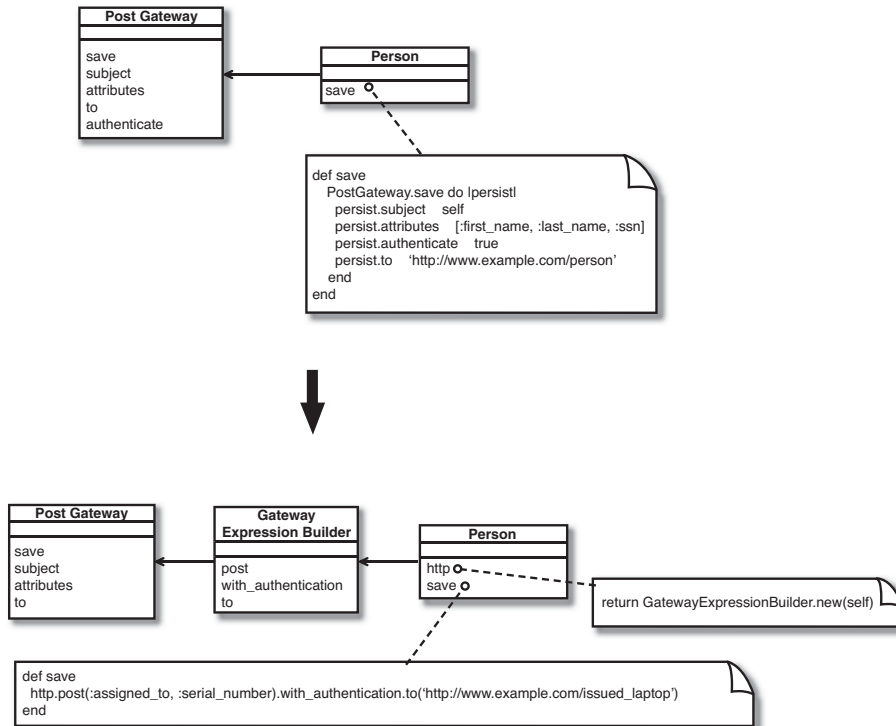 Post Gateway
save
subject
attributes
to
authenticate
Person
save
def save
PostGateway.save do |persist|
persist.subject self
persist.attributes [:first_name, :last_name, :ssn]
persist.authenticate true
persist.to ‘http://www.example.com/person’
end
end
Post Gateway
save
subject
attributes
to
Gateway
Expression Builder
post
with_authentication
to
Person
http
save
return GatewayExpressionBuilder.new(self)
def save
http.post(:assigned_to, :serial_number).with_authentication.to(‘http://www.example.com/issued_laptop’)
end